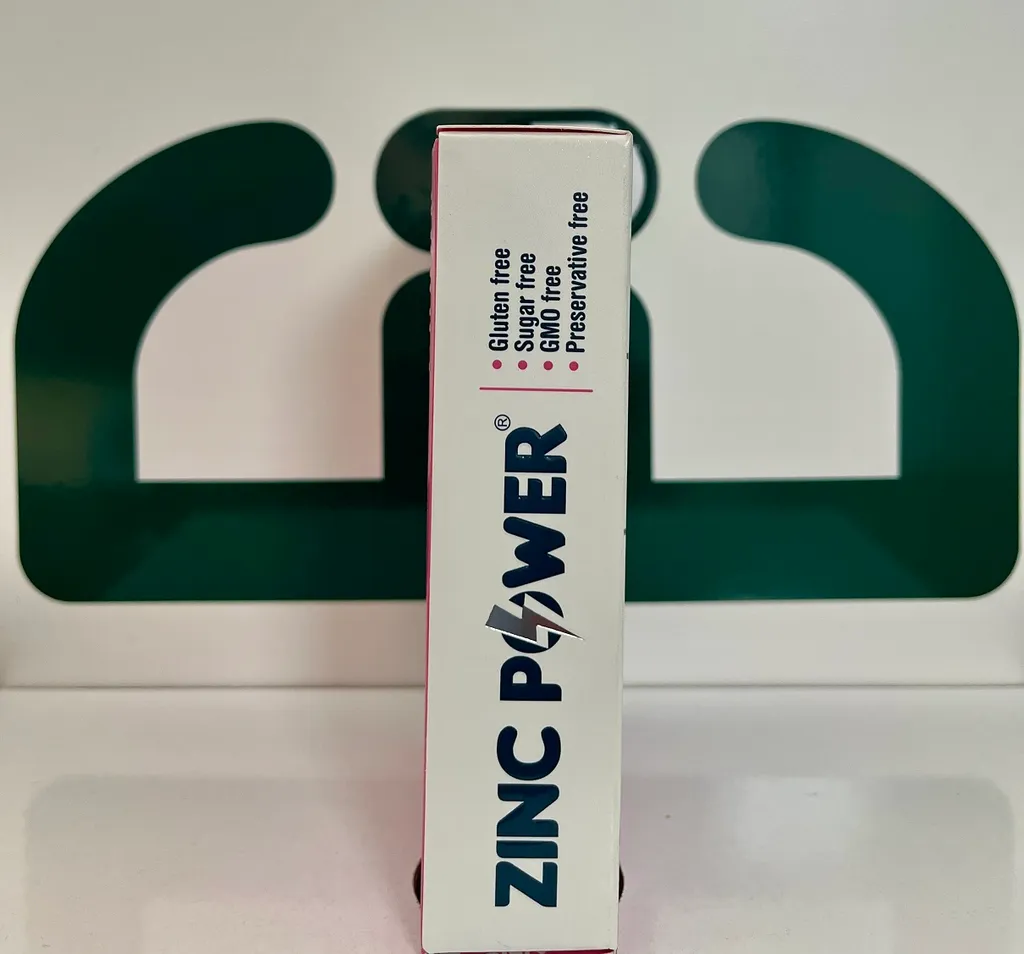 ZINC POWER®
• Gluten free
• Sugar free
• GMO free
• Preservative free